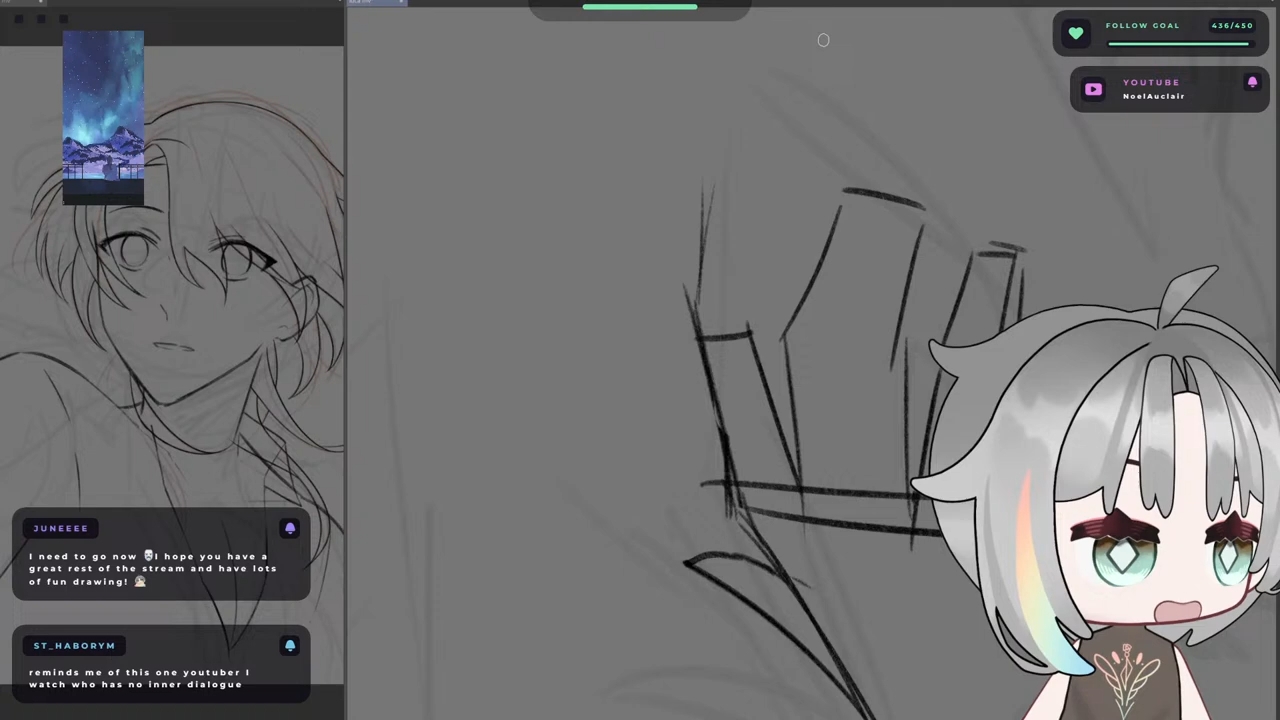 FOLLOW GOAL 436/450
YOUTUBE
NoelAuclair
JUNEEEE
I need to go now I hope you have a
great rest of the stream and have lots
of fun drawing!
ST_HABORYM
reminds me of this one youtuber I
watch who has no inner dialogue